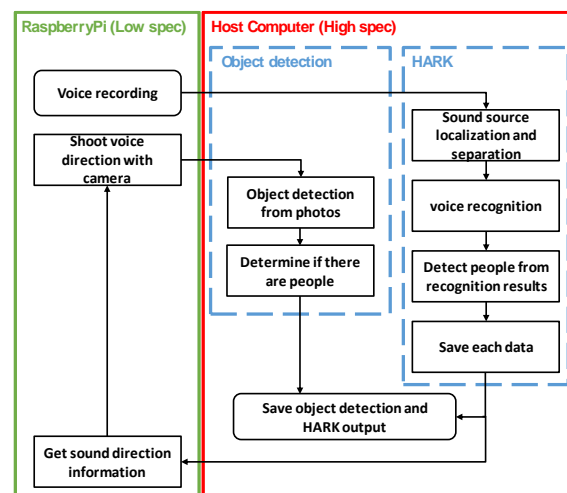 RaspberryPi (Low spec)
Host Computer (High spec)
Object detection
HARK
Voice recording
Shoot voice
direction with
camera
Sound source
localization and
separation
Object detection
from photos
voice recognition
Determine if there
are people
Detect people from
recognition results
Save each data
Save object detection and
HARK output
Get sound direction
information